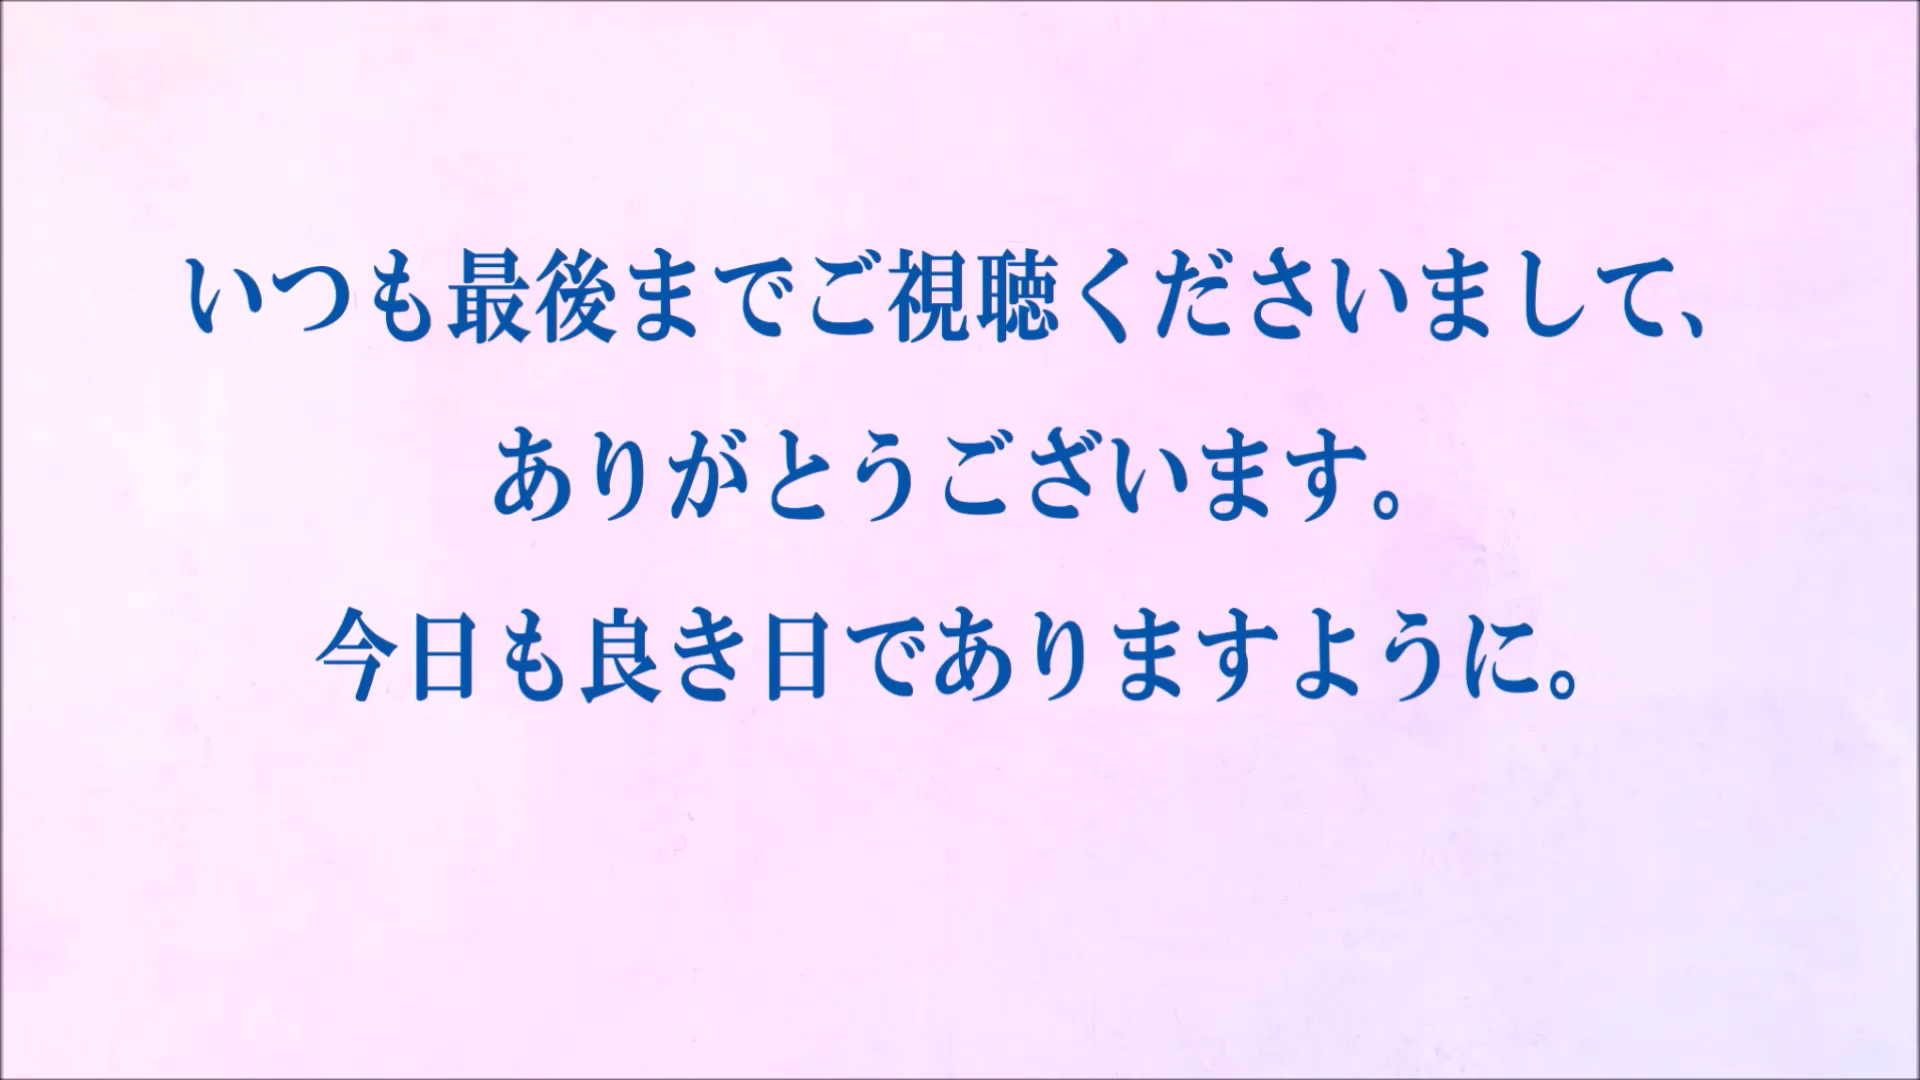 いつも最後までご視聴くださいまして、
ありがとうございます。
今日も良き日でありますように。